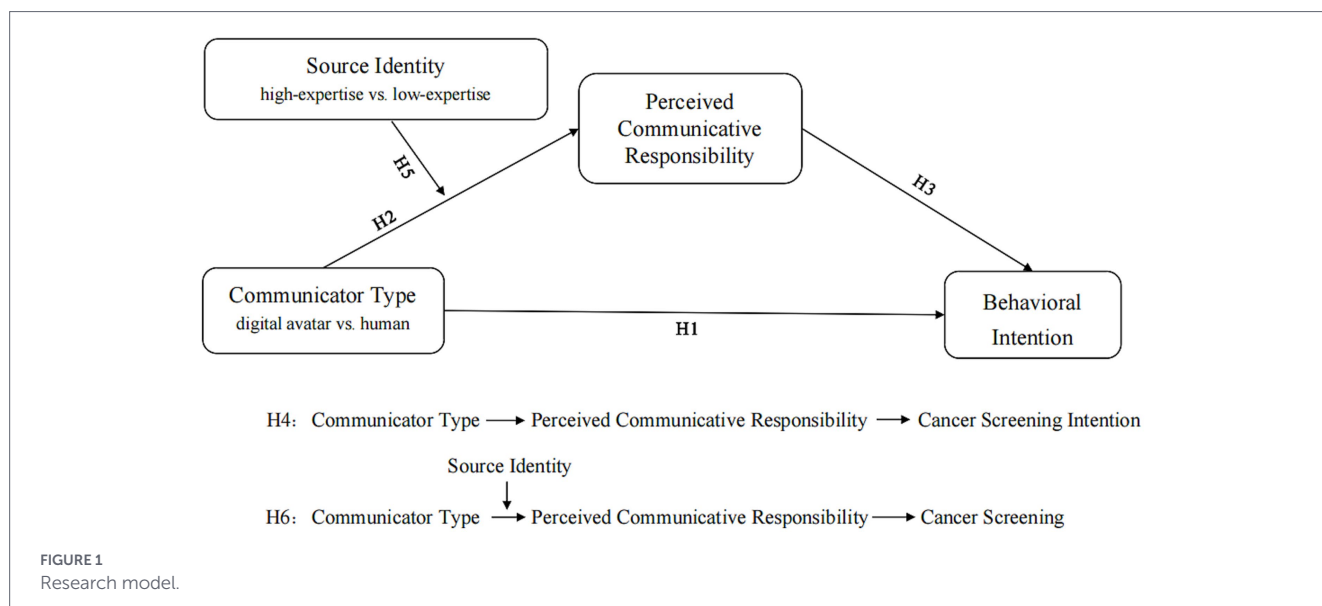 Source Identity
high-expertise vs. low-expertise
Perceived
Communicative
Responsibility
H5
H2
H3
Communicator Type
digital avatar vs. human
H1
Behavioral
Intention
H4: Communicator Type → Perceived Communicative Responsibility → Cancer Screening Intention
Source Identity
H6: Communicator Type → Perceived Communicative Responsibility → Cancer Screening
FIGURE 1
Research model.